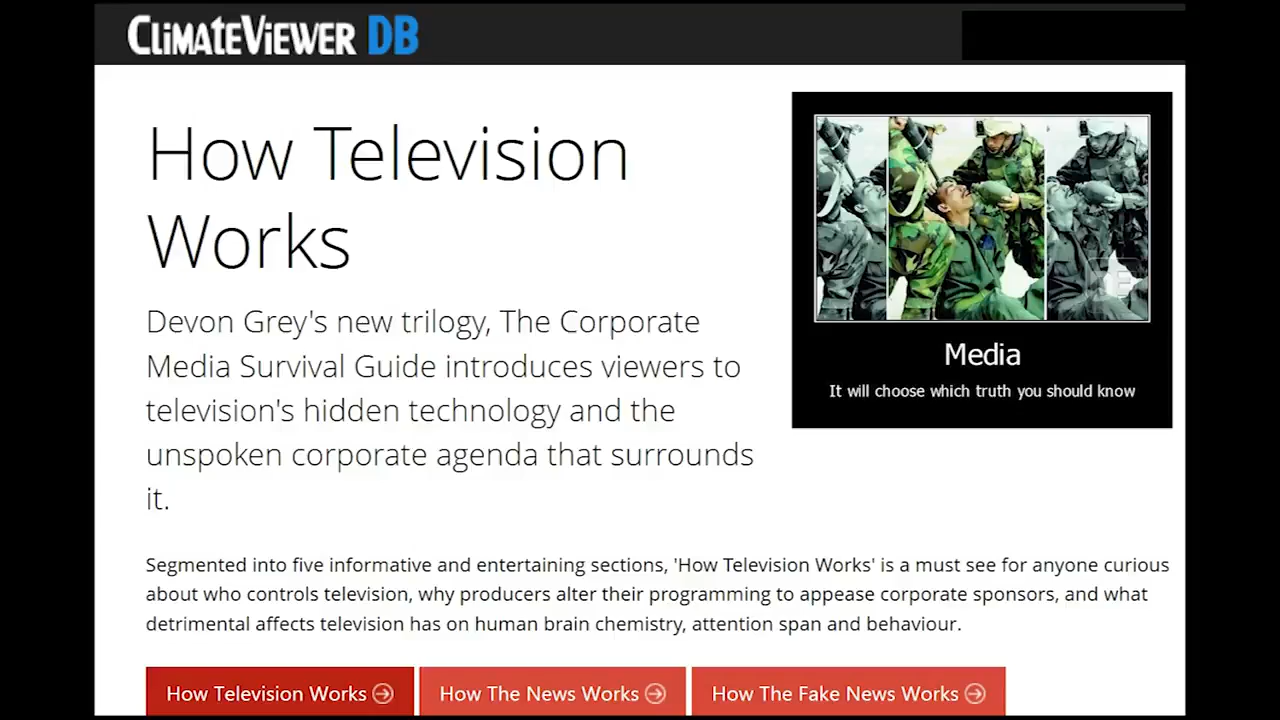 CLiMATEViEWER DB
How Television
Works
Devon Grey's new trilogy, The Corporate
Media Survival Guide introduces viewers to
television's hidden technology and the
unspoken corporate agenda that surrounds
it.
Media
It will choose which truth you should know
Segmented into five informative and entertaining sections, 'How Television Works' is a must see for anyone curious
about who controls television, why producers alter their programming to appease corporate sponsors, and what
detrimental affects television has on human brain chemistry, attention span and behaviour.
How Television Works
How The News Works
How The Fake News Works